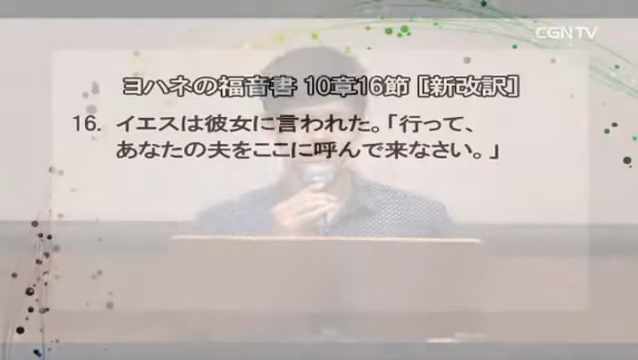 CGNTV
ヨハネの福音書 10章16節 [新改訳]
16. イエスは彼女に言われた。「行って、
あなたの夫をここに呼んで来なさい。」